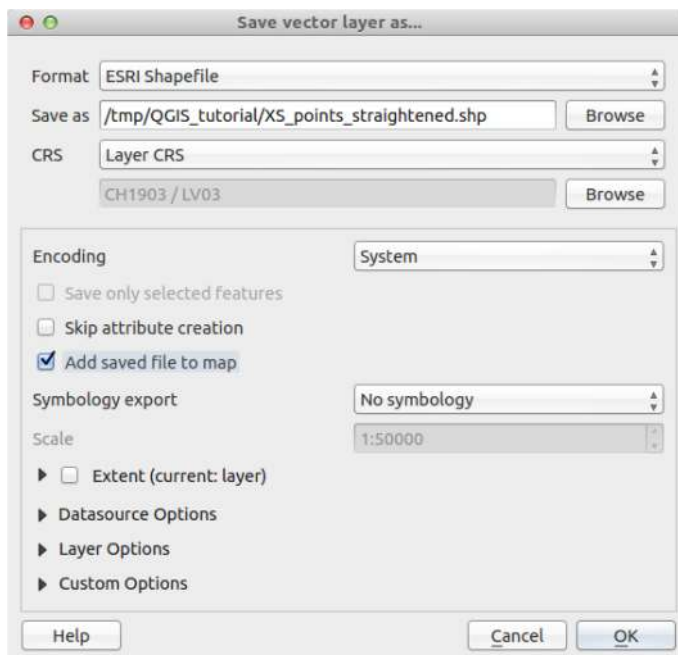 Save vector layer as...
Format ESRI Shapefile
Save as /tmp/QGIS_tutorial/XS_points_straightened.shp Browse
CRS Layer CRS
CH1903 / LV03 Browse
Encoding System
Save only selected features
Skip attribute creation
Add saved file to map
Symbology export No symbology
Scale 1:50000
Extent (current: layer)
Datasource Options
Layer Options
Custom Options
Help Cancel OK